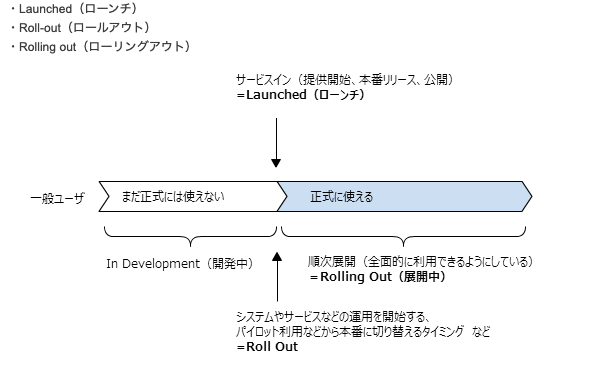 ・Launched（ローンチ）
・Roll-out（ロールアウト）
・Rolling out（ローリングアウト）
サービスイン（提供開始、本番リリース、公開）
=Launched（ローンチ）
一般ユーザ
まだ正式には使えない
正式に使える
In Development（開発中）
順次展開（全面的に利用できるようにしている）
＝Rolling Out（展開中）
システムやサービスなどの運用を開始する、
パイロット利用などから本番に切り替えるタイミング など
=Roll Out